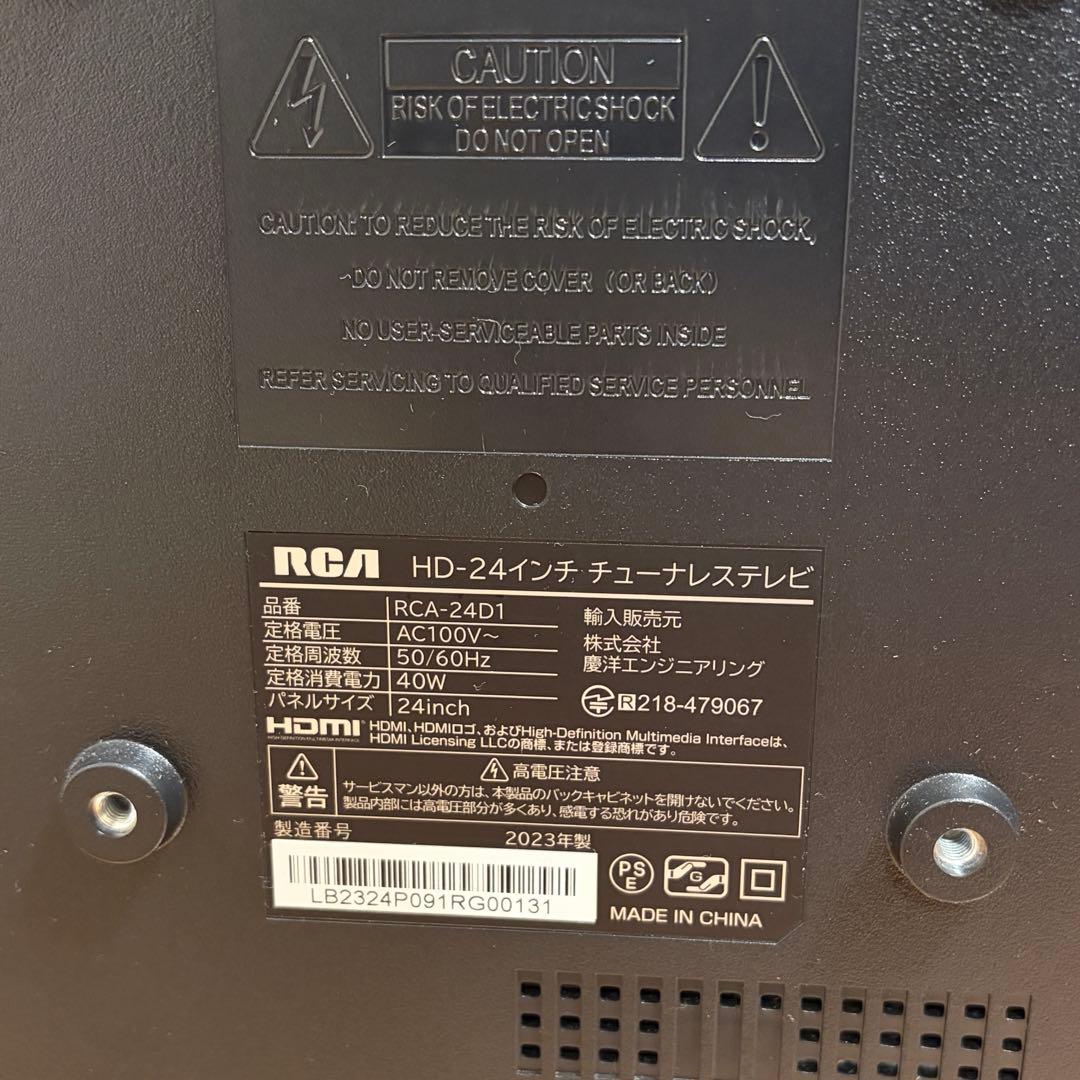 CAUTION
RISK OF ELECTRIC SHOCK
DO NOT OPEN
CAUTION: TO REDUCE THE RISK OF ELECTRIC SHOCK,
DO NOT REMOVE COVER (OR BACK)
NO USER-SERVICEABLE PARTS INSIDE
REFER SERVICING TO QUALIFIED SERVICE PERSONNEL
RCA HD-24インチ チューナレステレビ
品番 RCA-24D1
定格電圧 AC100V~
定格周波数 50/60Hz
定格消費電力 40W
パネルサイズ 24inch
輸入販売元
株式会社
慶洋エンジニアリング
R 218-479067
HDMI HDMI、HDMIロゴ、およびHigh-Definition Multimedia Interfaceは、
HIGH-DEFINITION MULTIMEDIA INTERFACE HDMI Licensing LLCの商標、または登録商標です。
警告
高電圧注意
サービスマン以外の方は、本製品のバックキャビネットを開けないでください。
製品内部には高電圧部分が多くあり、感電する恐れがあり危険です。
製造番号 2023年製
LB2324P091RG00131
PS
E
G
MADE IN CHINA